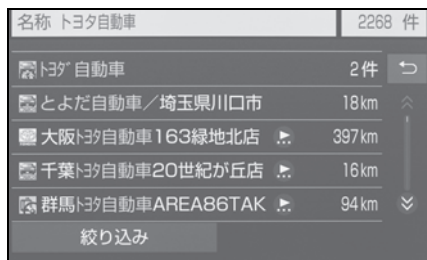 名称 トヨタ自動車 2268 件
トヨダ自動車 2件
とよだ自動車／埼玉県川口市 18km
大阪トヨタ自動車163緑地北店 397km
千葉トヨタ自動車20世紀が丘店 16km
群馬トヨタ自動車AREA86TAK 94km
絞り込み